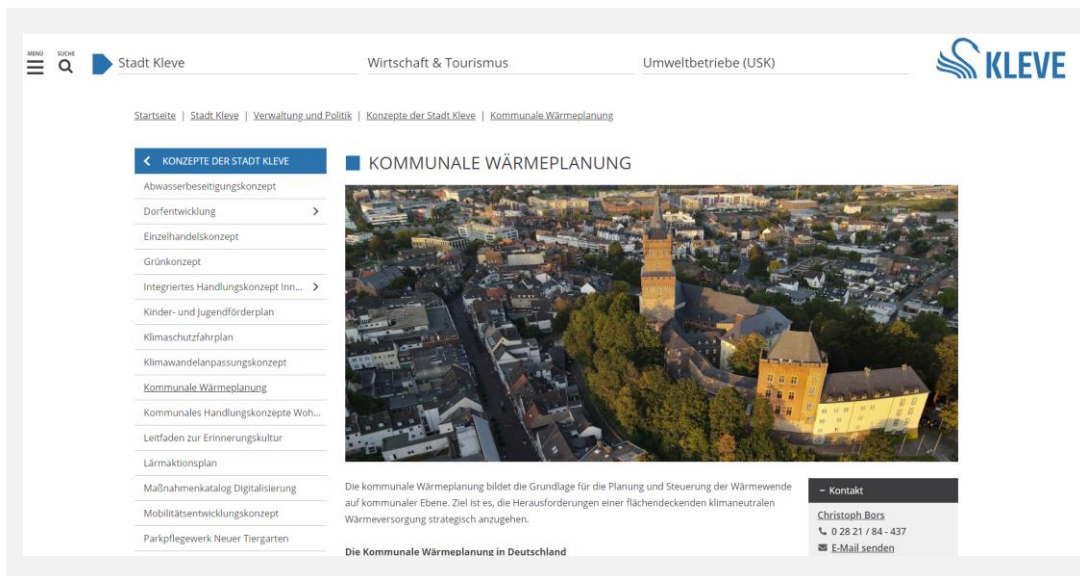 MENÜ
SUCHE
Stadt Kleve
Wirtschaft & Tourismus
Umweltbetriebe (USK)
KLEVE
Startseite | Stadt Kleve | Verwaltung und Politik | Konzepte der Stadt Kleve | Kommunale Wärmeplanung
KONZEPTE DER STADT KLEVE
Abwasserbeseitigungskonzept
Dorfentwicklung
Einzelhandelskonzept
Grünkonzept
Integriertes Handlungskonzept Inn...
Kinder- und Jugendförderplan
Klimaschutzfahrplan
Klimawandelanpassungskonzept
Kommunale Wärmeplanung
Kommunales Handlungskonzepte Woh...
Leitfaden zur Erinnerungskultur
Lärmaktionsplan
Maßnahmenkatalog Digitalisierung
Mobilitätsentwicklungskonzept
Parkpflegewerk Neuer Tiergarten
KOMMUNALE WÄRMEPLANUNG
Die kommunale Wärmeplanung bildet die Grundlage für die Planung und Steuerung der Wärmewende
auf kommunaler Ebene. Ziel ist es, die Herausforderungen einer flächendeckenden klimaneutralen
Wärmeversorgung strategisch anzugehen.
Die Kommunale Wärmeplanung in Deutschland
– Kontakt
Christoph Bors
0 28 21 / 84 - 437
E-Mail senden